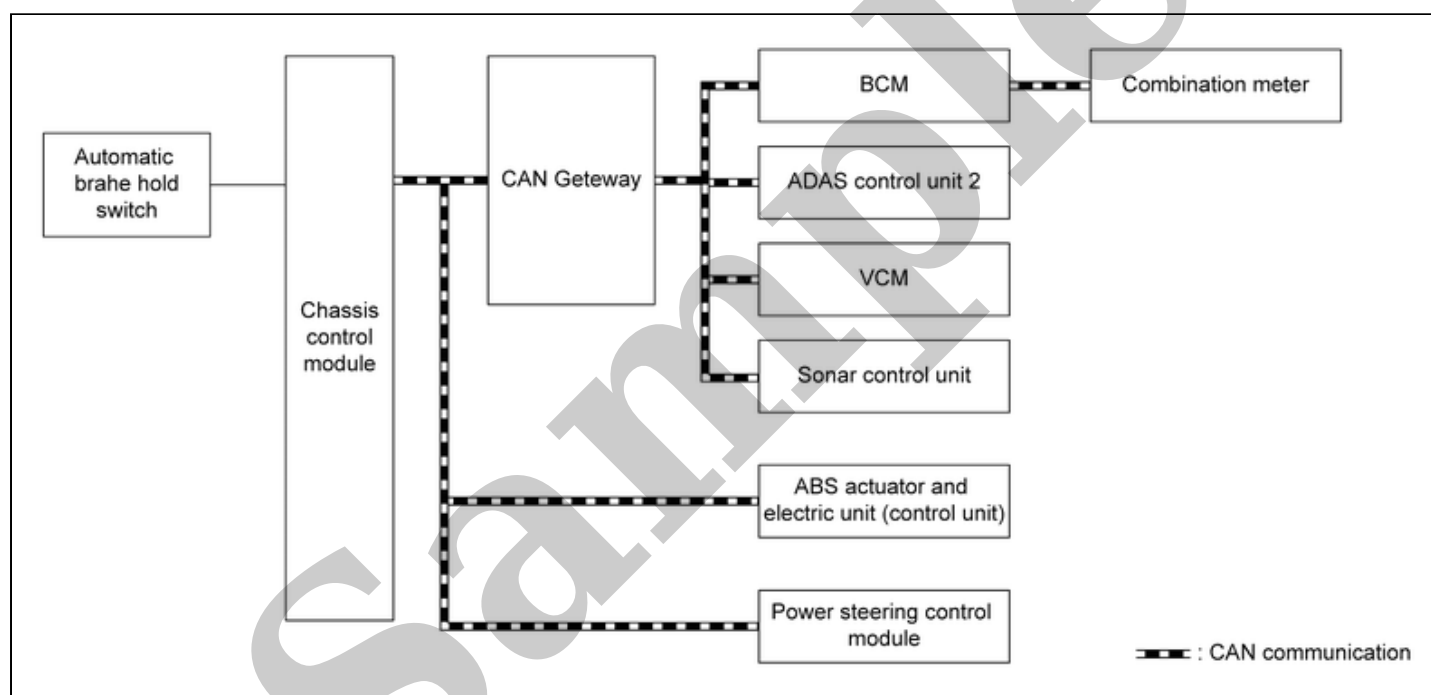 Automatic
brahe hold
switch
Chassis
control
module
CAN Geteway
BCM
Combination meter
ADAS control unit 2
VCM
Sonar control unit
ABS actuator and
electric unit (control unit)
Power steering control
module
: CAN communication
Sample